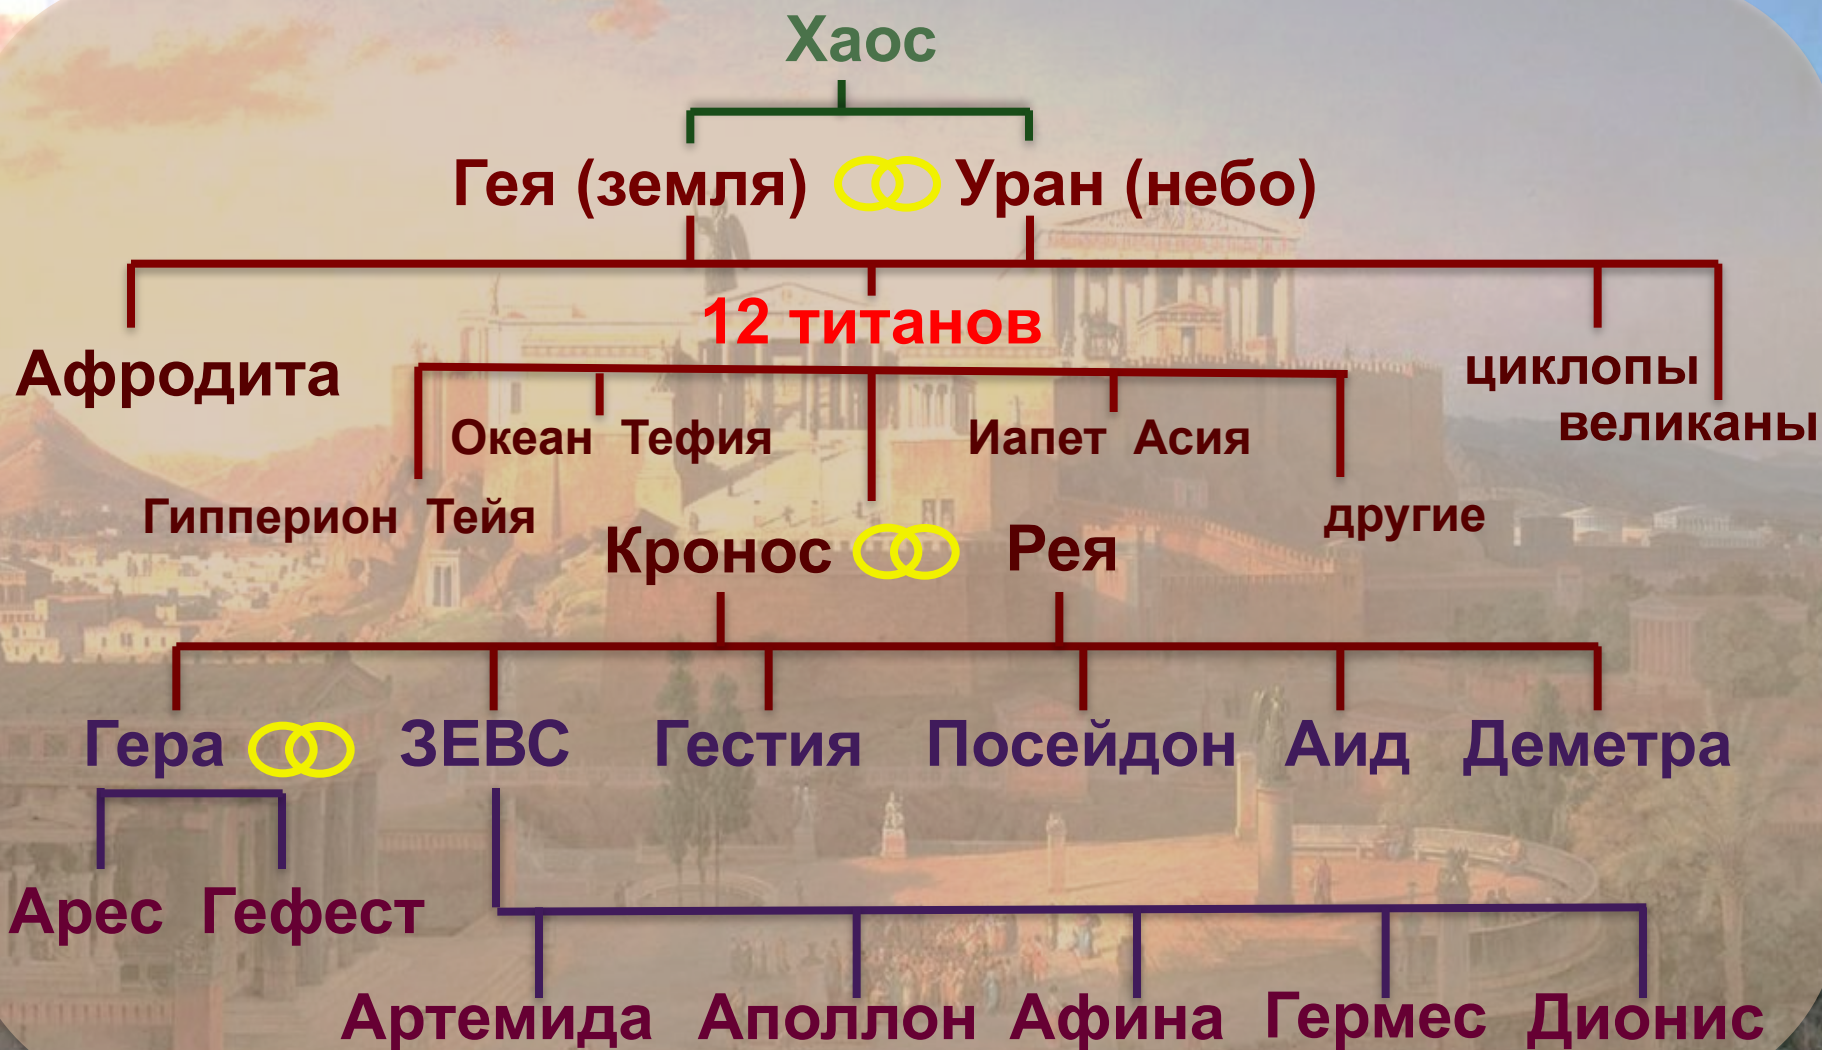 Хаос
Гея (земля) Уран (небо)
12 титанов
Афродита
циклопы
великаны
Океан Тефия
Иапет Асия
Гипперион Тейя
другие
Кронос Рея
Гера ЗЕВС Гестия Посейдон Аид Деметра
Арес Гефест
Артемида Аполлон Афина Гермес Дионис